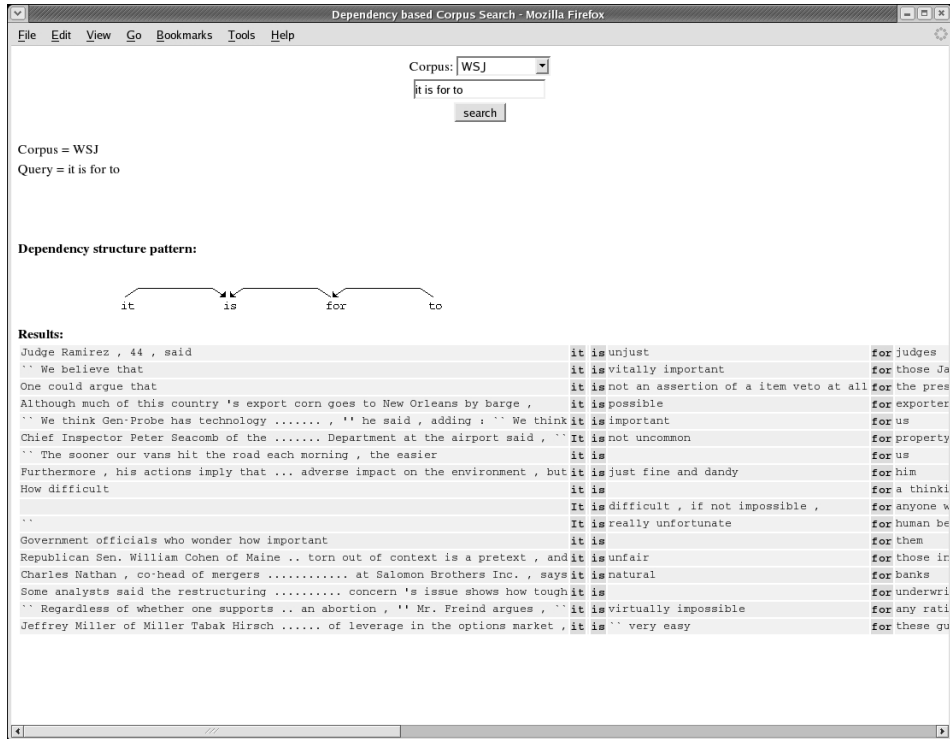 Dependency based Corpus Search - Mozilla Firefox
File Edit View Go Bookmarks Tools Help
Corpus: WSJ
it is for to
search
Corpus = WSJ
Query = it is for to
Dependency structure pattern:
it is for to
Results:
Judge Ramirez , 44 , said it is unjust for judges
`` We believe that it is vitally important for those Ja
One could argue that it is not an assertion of a item veto at all for the pres
Although much of this country 's export corn goes to New Orleans by barge , it is possible for exporter
`` We think Gen-Probe has technology ....... , '' he said , adding : `` We think it is important for us
Chief Inspector Peter Seacomb of the ....... Department at the airport said , `` It is not uncommon for property
`` The sooner our vans hit the road each morning , the easier it is for us
Furthermore , his actions imply that ... adverse impact on the environment , but it is just fine and dandy for him
How difficult it is for a thinki
It is difficult , if not impossible , for anyone w
`` It is really unfortunate for human be
Government officials who wonder how important it is for them
Republican Sen. William Cohen of Maine .. torn out of context is a pretext , and it is unfair for those in
Charles Nathan , co-head of mergers ............ at Salomon Brothers Inc. , says it is natural for banks
Some analysts said the restructuring .......... concern 's issue shows how tough it is for underwri
`` Regardless of whether one supports .. an abortion , '' Mr. Freind argues , `` it is virtually impossible for any rati
Jeffrey Miller of Miller Tabak Hirsch ...... of leverage in the options market , it is `` very easy for these gu